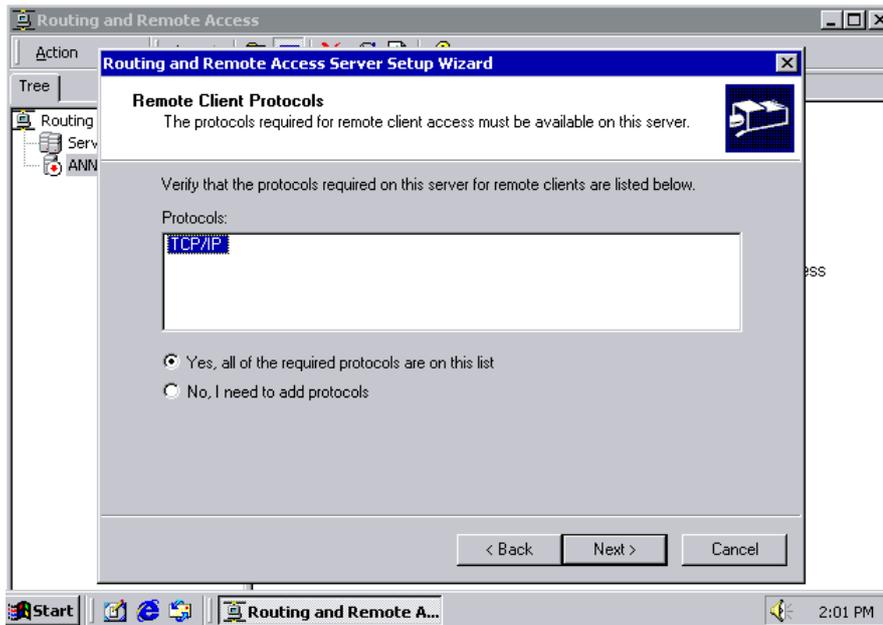 Routing and Remote Access
Action
Routing and Remote Access Server Setup Wizard
Tree
Remote Client Protocols
The protocols required for remote client access must be available on this server.
Routing
Serv
ANN
Verify that the protocols required on this server for remote clients are listed below.
Protocols:
TCP/IP
ess
Yes, all of the required protocols are on this list
No, I need to add protocols
< Back
Next >
Cancel
Start
Routing and Remote A...
2:01 PM